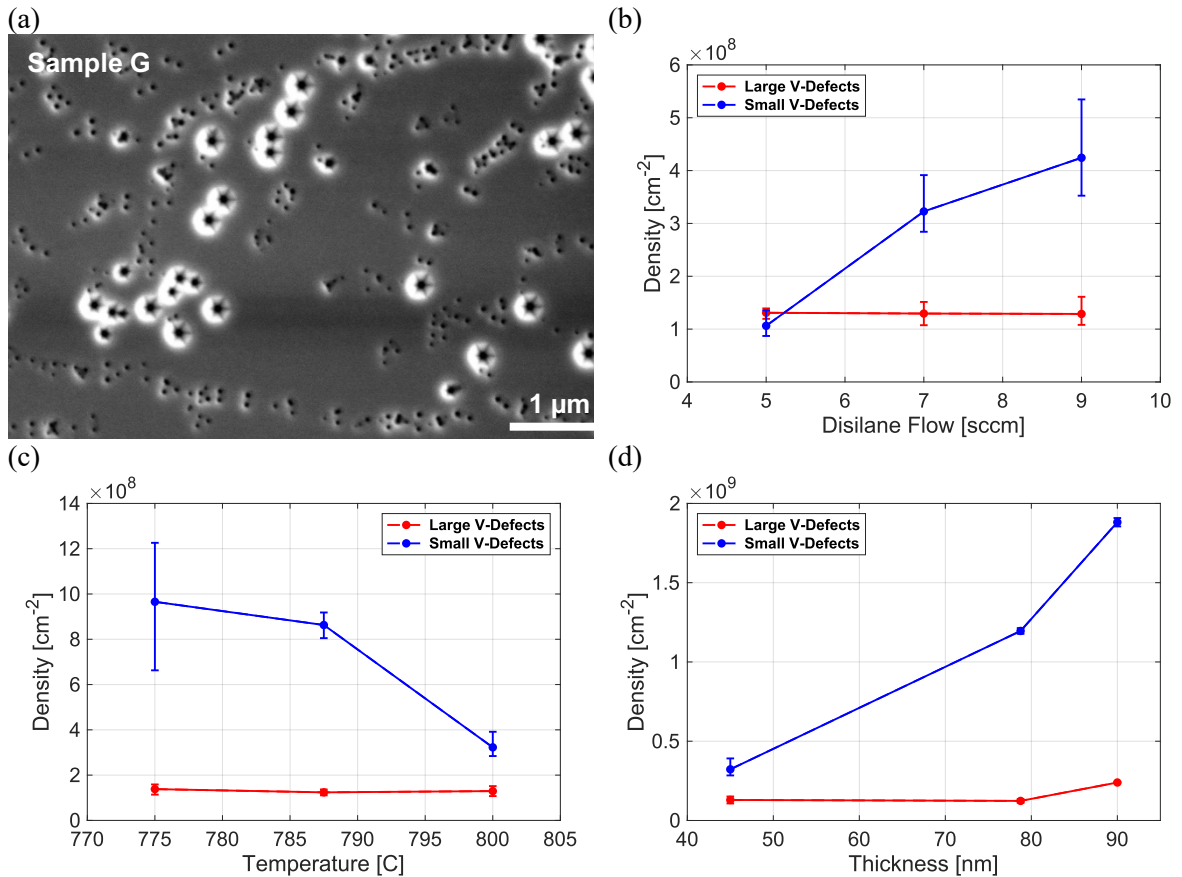 (a)
Sample G
1 µm
(b)
×10^8
6
5
4
3
2
1
0
Density [cm^-2]
Large V-Defects
Small V-Defects
4 5 6 7 8 9 10
Disilane Flow [sccm]
(c)
×10^8
14
12
10
8
6
4
2
0
Density [cm^-2]
Large V-Defects
Small V-Defects
770 775 780 785 790 795 800 805
Temperature [C]
(d)
×10^9
2
1.5
1
0.5
0
Density [cm^-2]
Large V-Defects
Small V-Defects
40 50 60 70 80 90
Thickness [nm]